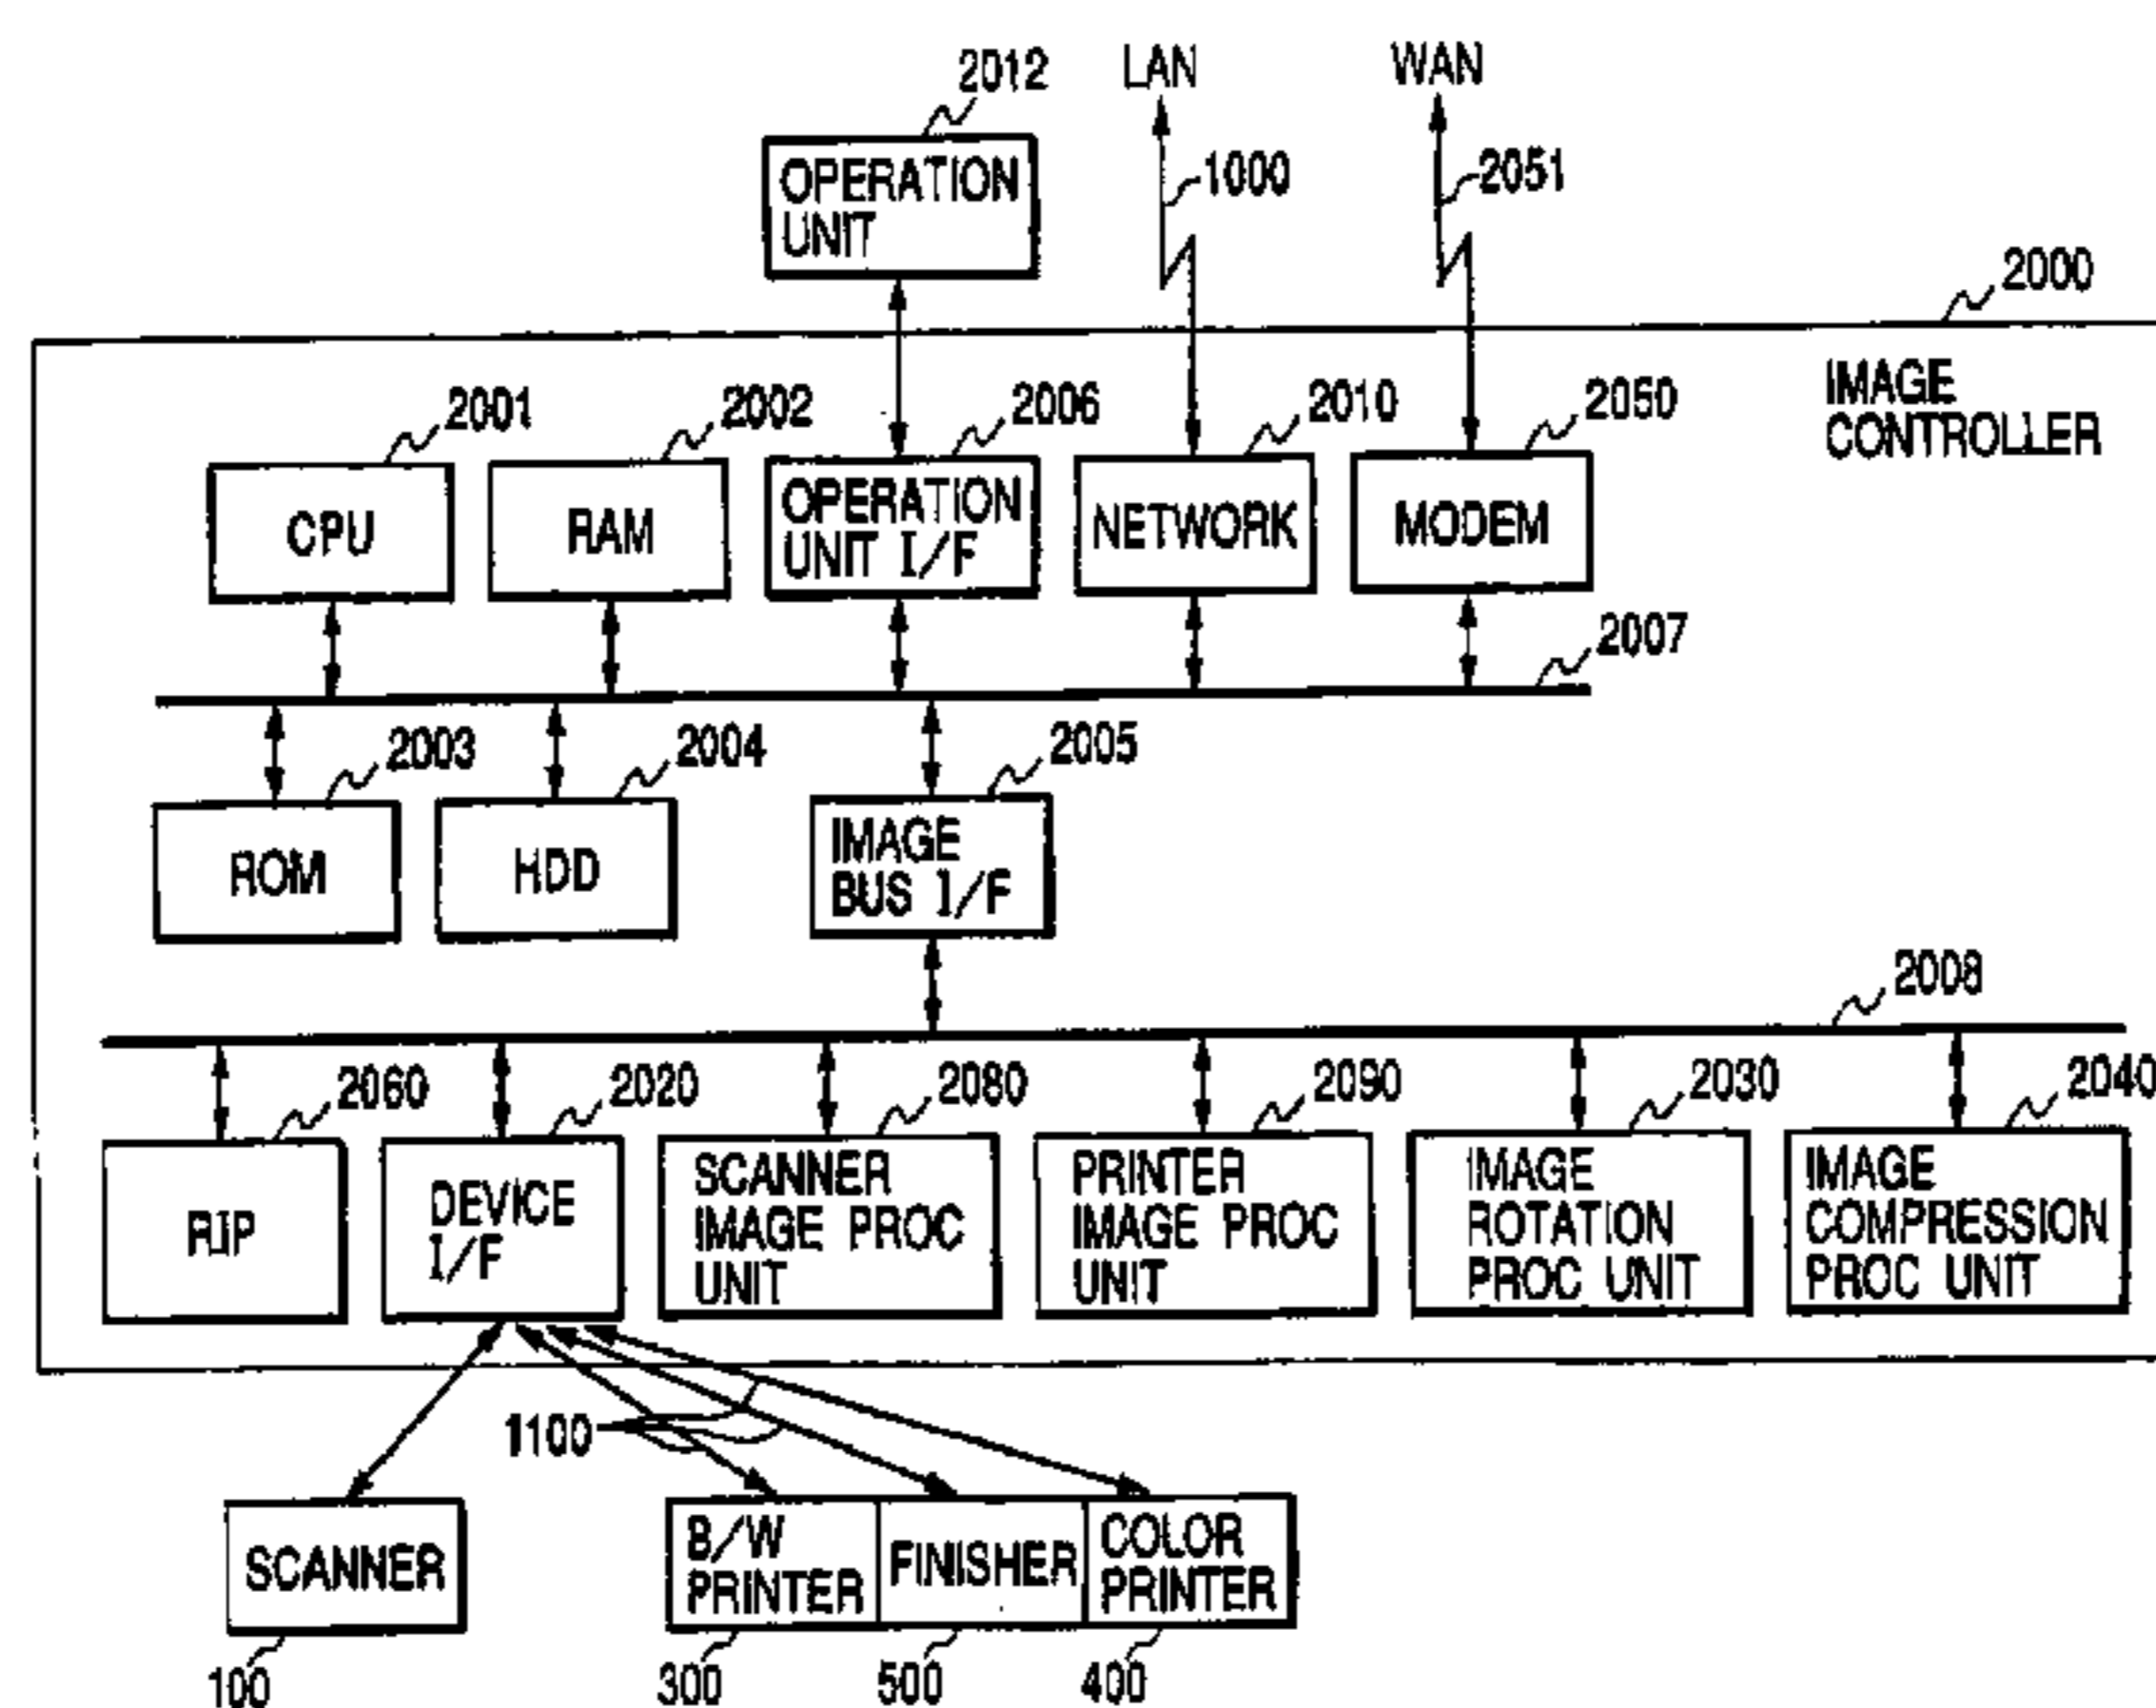 2012
LAN
WAN
OPERATION
UNIT
1000
2051
2000
IMAGE
CONTROLLER
2001
2002
2006
2010
2050
CPU
RAM
OPERATION
UNIT I/F
NETWORK
MODEM
2007
2003
2004
2005
ROM
HDD
IMAGE
BUS I/F
2008
2060
2020
2080
2090
2030
2040
RIP
DEVICE
I/F
SCANNER
IMAGE PROC
UNIT
PRINTER
IMAGE PROC
UNIT
IMAGE
ROTATION
PROC UNIT
IMAGE
COMPRESSION
PROC UNIT
1100
SCANNER
B/W
PRINTER
FINISHER
COLOR
PRINTER
100
300
500
400